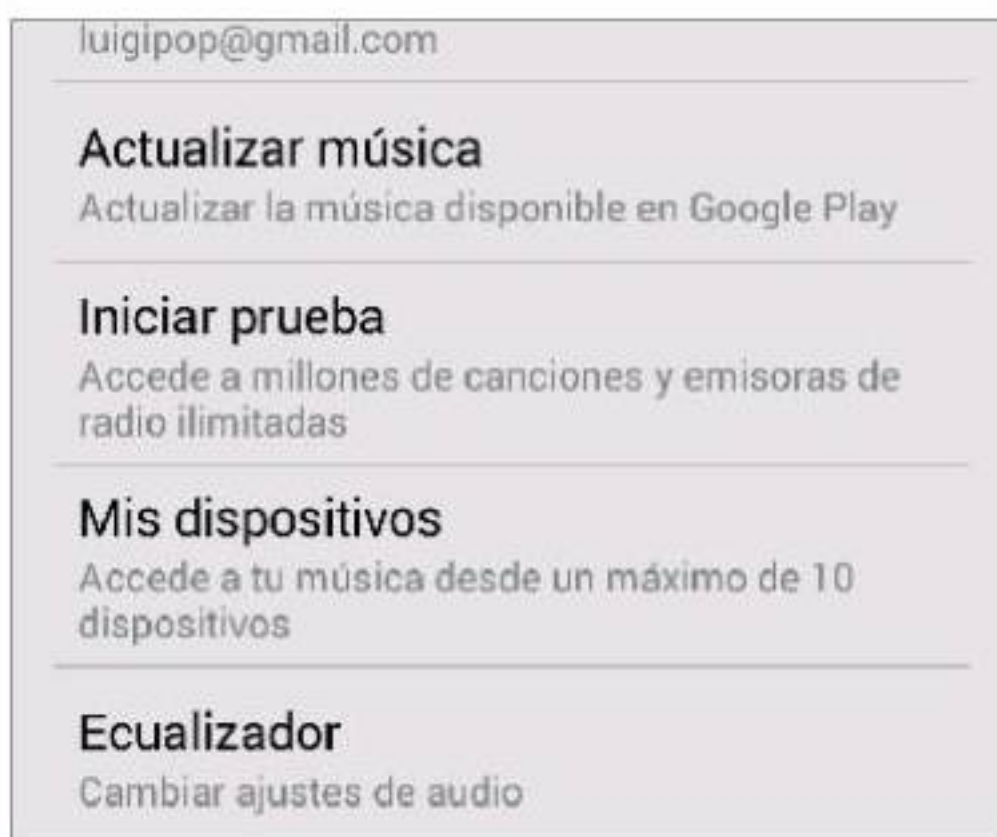 luigipop@gmail.com
Actualizar música
Actualizar la música disponible en Google Play
Iniciar prueba
Accede a millones de canciones y emisoras de
radio ilimitadas
Mis dispositivos
Accede a tu música desde un máximo de 10
dispositivos
Ecualizador
Cambiar ajustes de audio